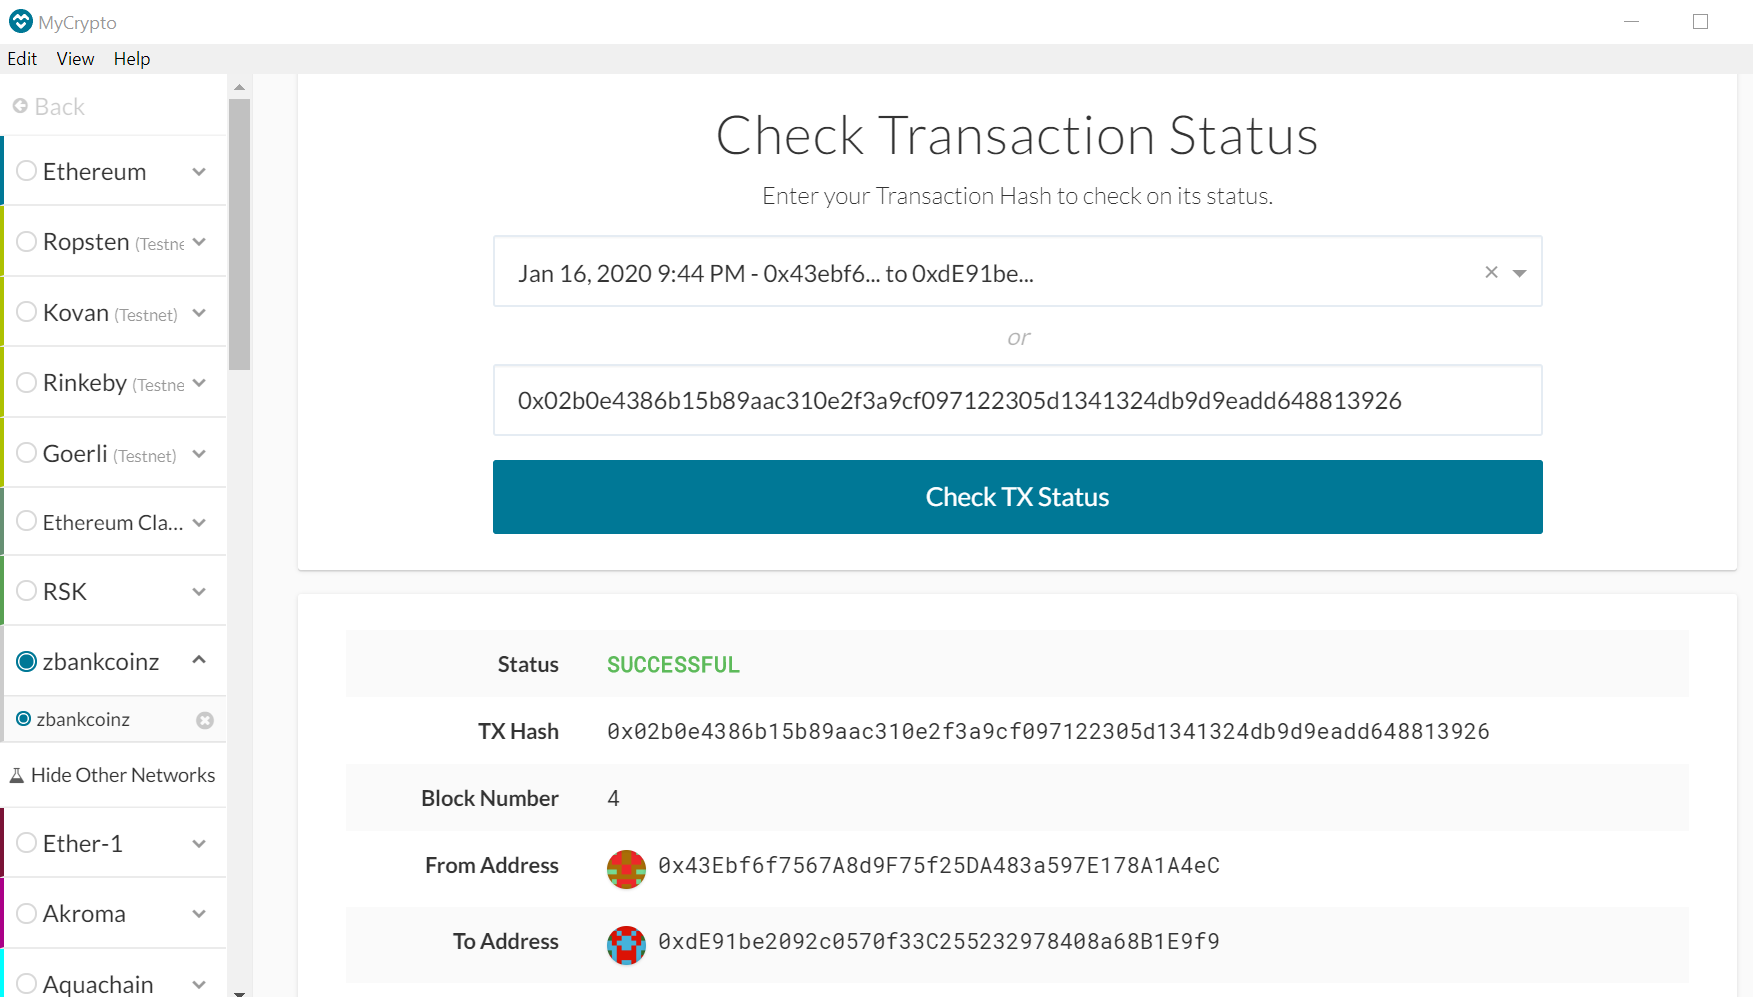 MyCrypto
Edit View Help
Back
Ethereum
Ropsten (Testne
Kovan (Testnet)
Rinkeby (Testne
Goerli (Testnet)
Ethereum Cla...
RSK
zbankcoinz
zbankcoinz
Hide Other Networks
Ether-1
Akroma
Aquachain
Check Transaction Status
Enter your Transaction Hash to check on its status.
Jan 16, 2020 9:44 PM - 0x43ebf6... to 0xdE91be...
or
0x02b0e4386b15b89aac310e2f3a9cf097122305d1341324db9d9eadd648813926
Check TX Status
Status SUCCESSFUL
TX Hash 0x02b0e4386b15b89aac310e2f3a9cf097122305d1341324db9d9eadd648813926
Block Number 4
From Address 0x43Ebf6f7567A8d9F75f25DA483a597E178A1A4eC
To Address 0xdE91be2092c0570f33C255232978408a68B1E9f9